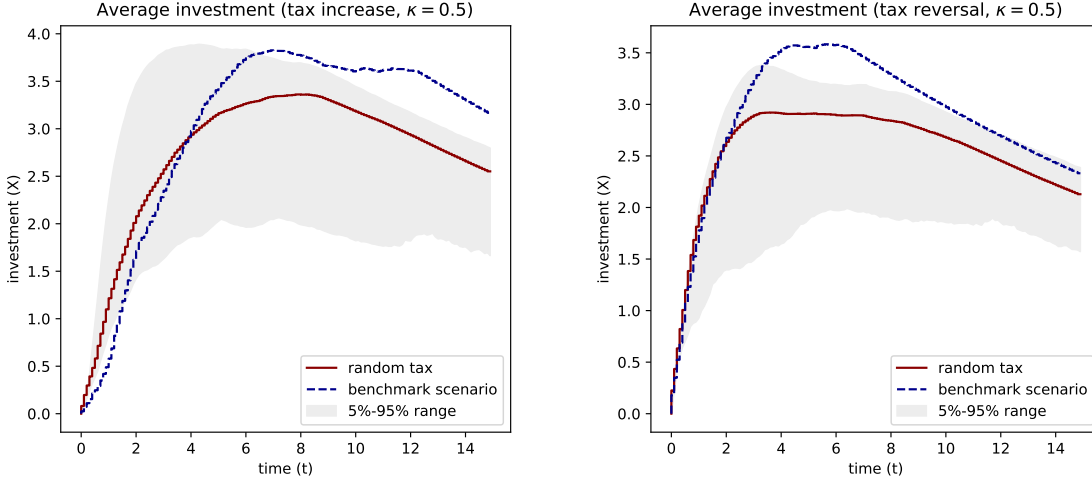 Average investment (tax increase, κ = 0.5)
4.0
3.5
3.0
2.5
2.0
1.5
1.0
0.5
0.0
investment (X)
0 2 4 6 8 10 12 14
time (t)
random tax
benchmark scenario
5%-95% range
Average investment (tax reversal, κ = 0.5)
3.5
3.0
2.5
2.0
1.5
1.0
0.5
0.0
investment (X)
0 2 4 6 8 10 12 14
time (t)
random tax
benchmark scenario
5%-95% range